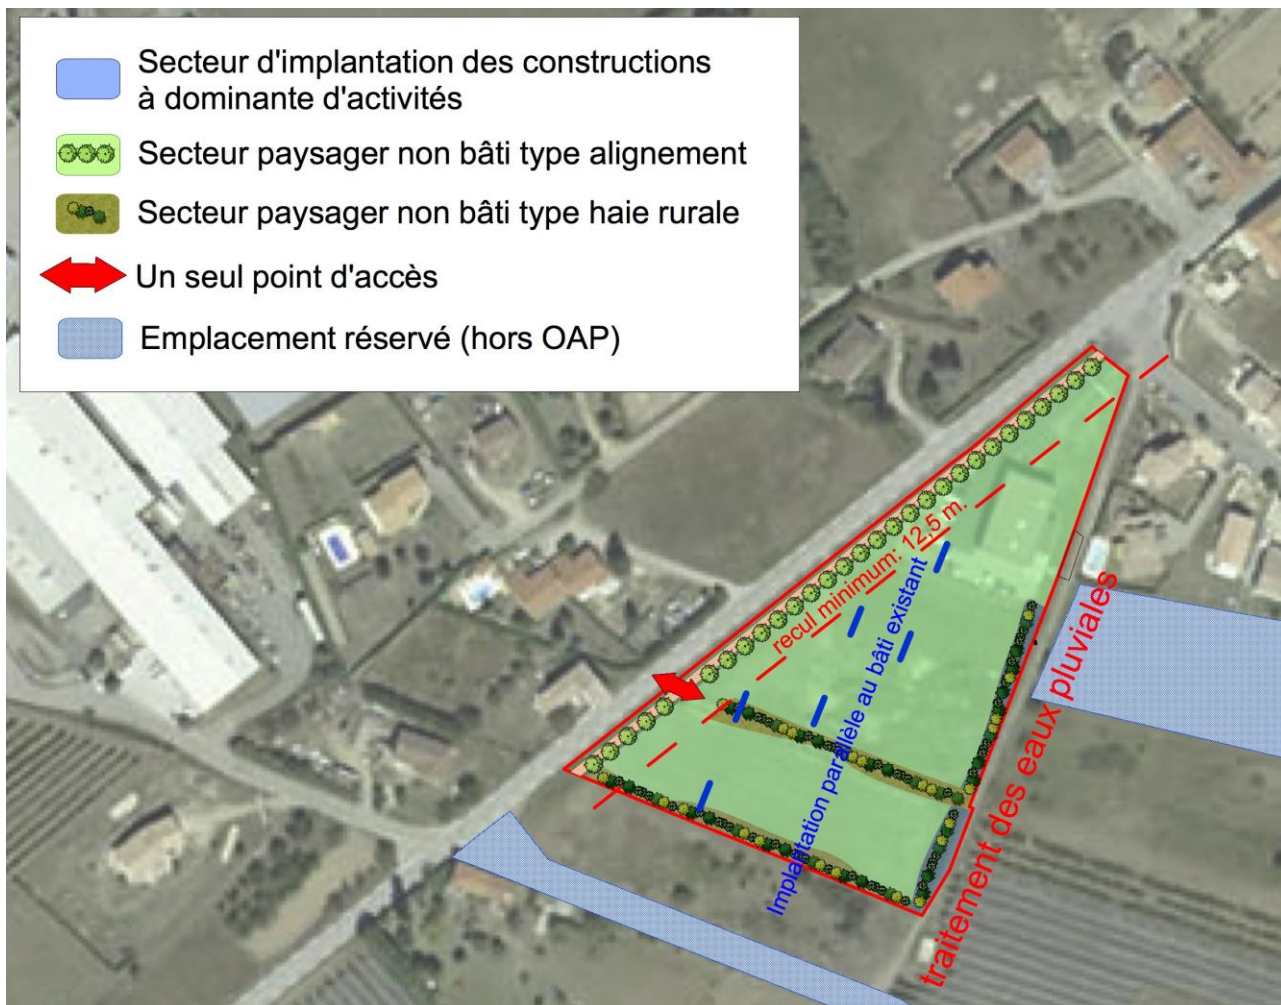 Secteur d'implantation des constructions
à dominante d'activités
Secteur paysager non bâti type alignement
Secteur paysager non bâti type haie rurale
Un seul point d'accès
Emplacement réservé (hors OAP)
recul minimum: 12,5 m.
Implantation parallèle au bâti existant
traitement des eaux pluviales